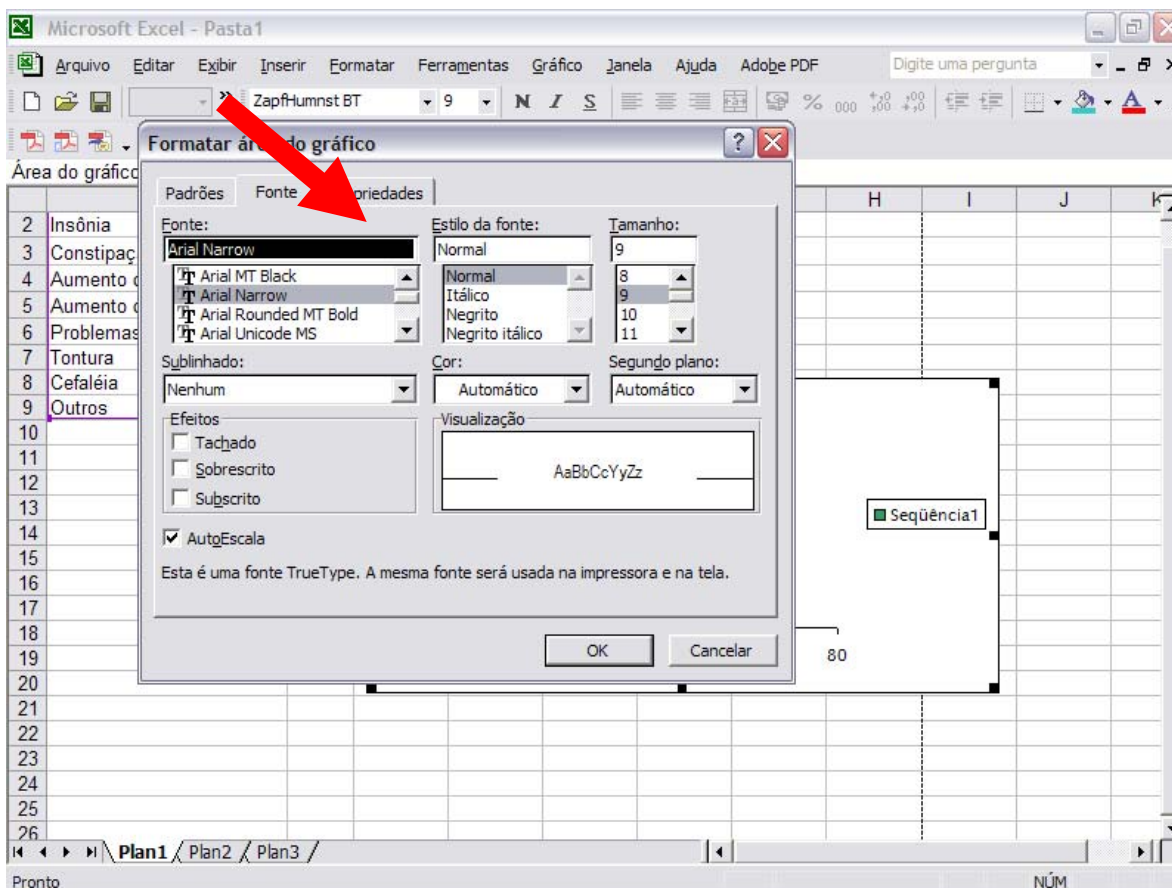 Microsoft Excel - Pasta1
Arquivo Editar Exibir Inserir Formatar Ferramentas Gráfico Janela Ajuda Adobe PDF Digite uma pergunta
ZapfHumnst BT 9 N I S % 000
Formatar do gráfico
Área do gráfico
Padrões Fonte
H I J K
Fonte: Estilo da fonte: Tamanho:
Arial Narrow Normal 9
Arial MT Black Normal 8
Arial Narrow Itálico 9
Arial Rounded MT Bold Negrito 10
Arial Unicode MS Negrito itálico 11
Sublinhado: Cor: Segundo plano:
Nenhum Automático Automático
Efeitos Visualização
Tachado
Sobrescrito AaBbCcYyZz
Subscrito
AutoEscala
Esta é uma fonte TrueType. A mesma fonte será usada na impressora e na tela.
OK Cancelar
2 Insônia
3
4 Aumento
5 Aumento
6 Problemas
7 Tontura
8 Cefaléia
9 Outros
10
11
12
13
14
15
16
17
18
19
20
21
22
23
24
25
26
Seqüência1
80
Plan1 Plan2 Plan3
Pronto NÚM